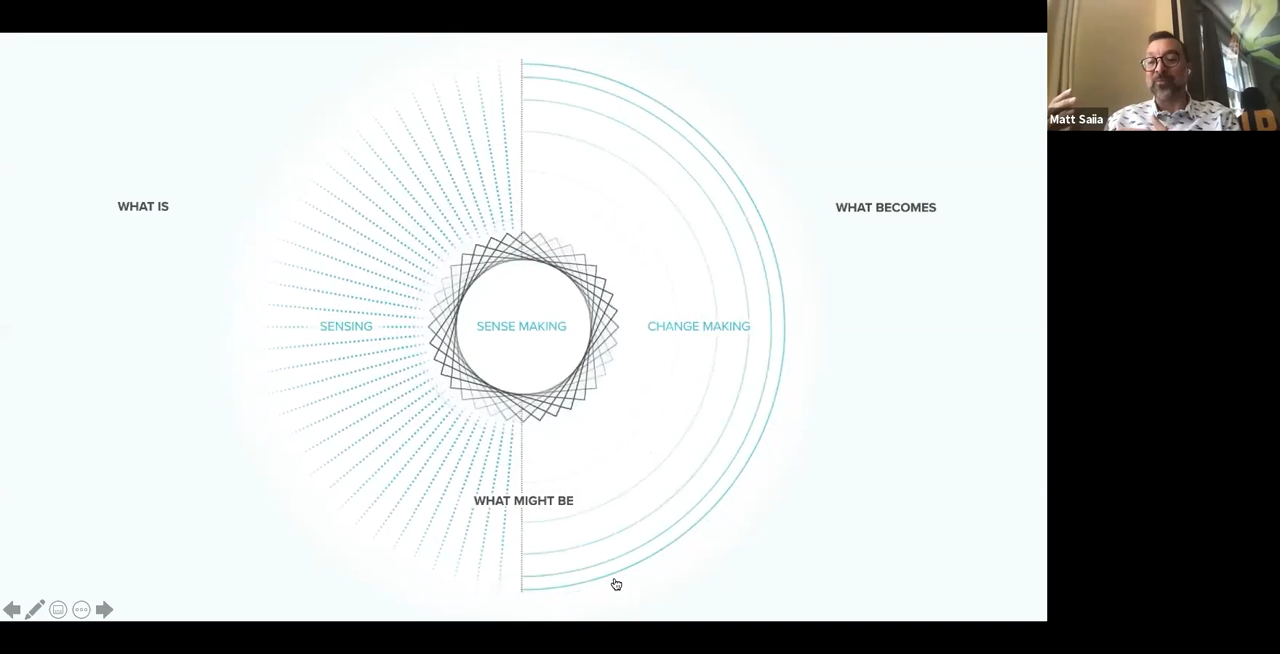 WHAT IS
WHAT BECOMES
SENSING
SENSE MAKING
CHANGE MAKING
WHAT MIGHT BE
Matt Saiia